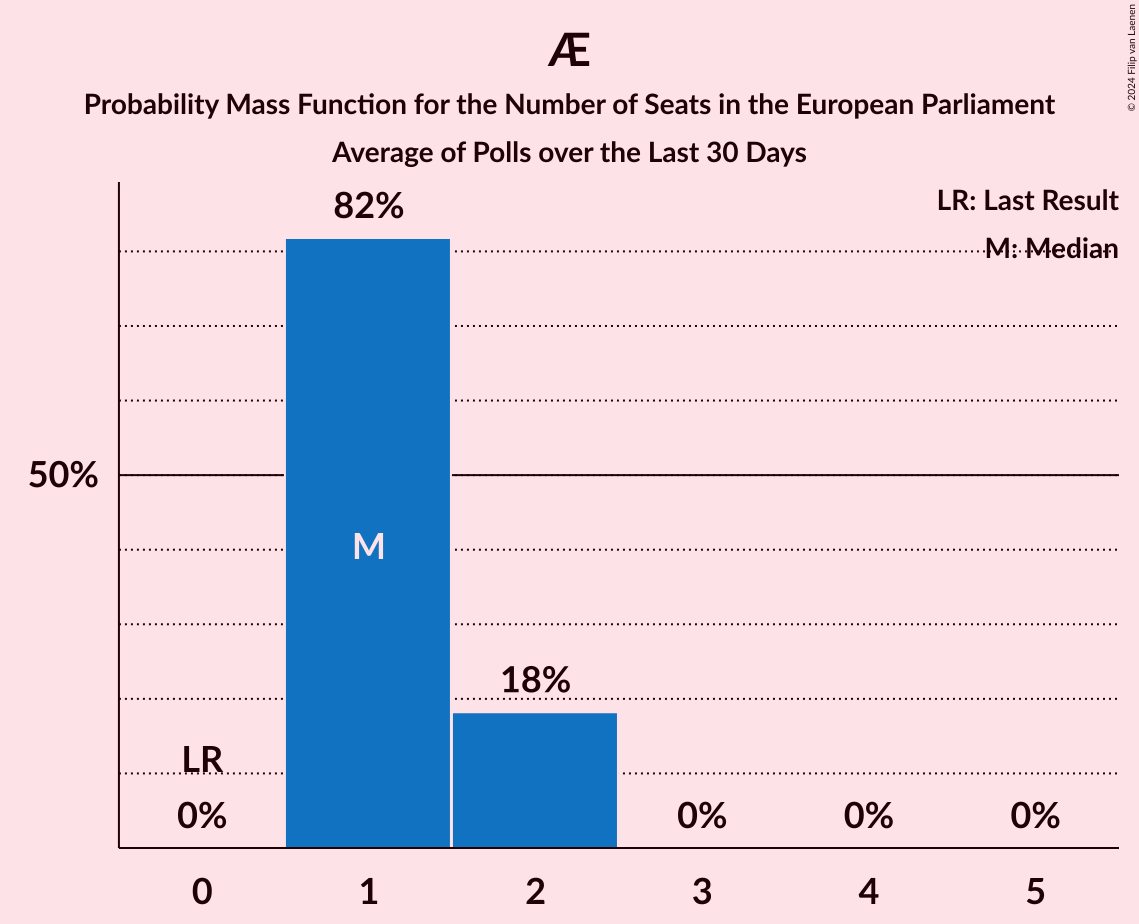 Æ
Probability Mass Function for the Number of Seats in the European Parliament
Average of Polls over the Last 30 Days
© 2024 Filip van Laenen
LR: Last Result
M: Median
82%
50%
M
18%
LR
0%
0%
0%
0%
0
1
2
3
4
5